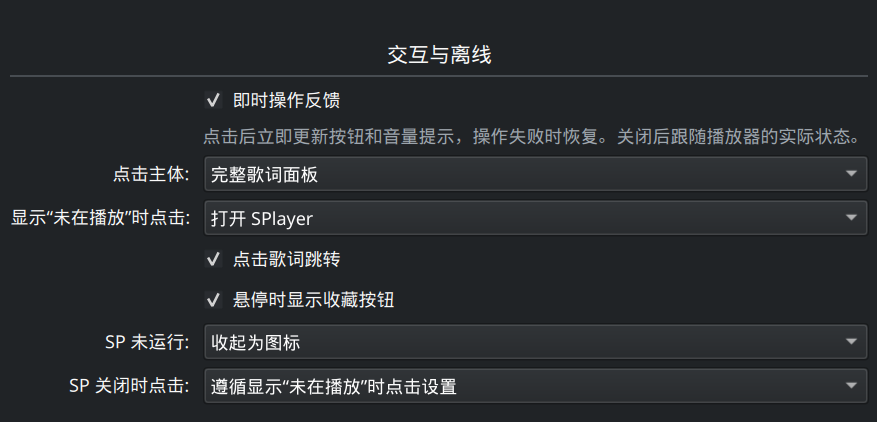 交互与离线
即时操作反馈
点击后立即更新按钮和音量提示，操作失败时恢复。关闭后跟随播放器的实际状态。
点击主体: 完整歌词面板
显示“未在播放”时点击: 打开 SPlayer
点击歌词跳转
悬停时显示收藏按钮
SP 未运行: 收起为图标
SP 关闭时点击: 遵循显示“未在播放”时点击设置